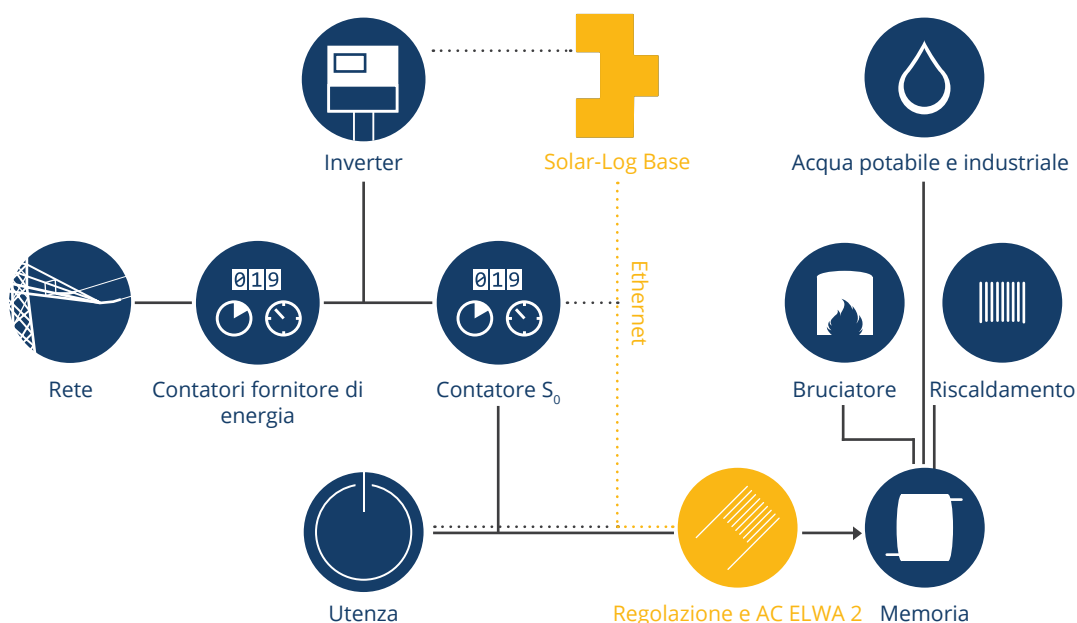 Inverter
Solar-Log Base
Acqua potabile e industriale
019
019
Ethernet
Rete
Contatori fornitore di
energia
Contatore S₀
Bruciatore
Riscaldamento
Utenza
Regolazione e AC ELWA 2
Memoria